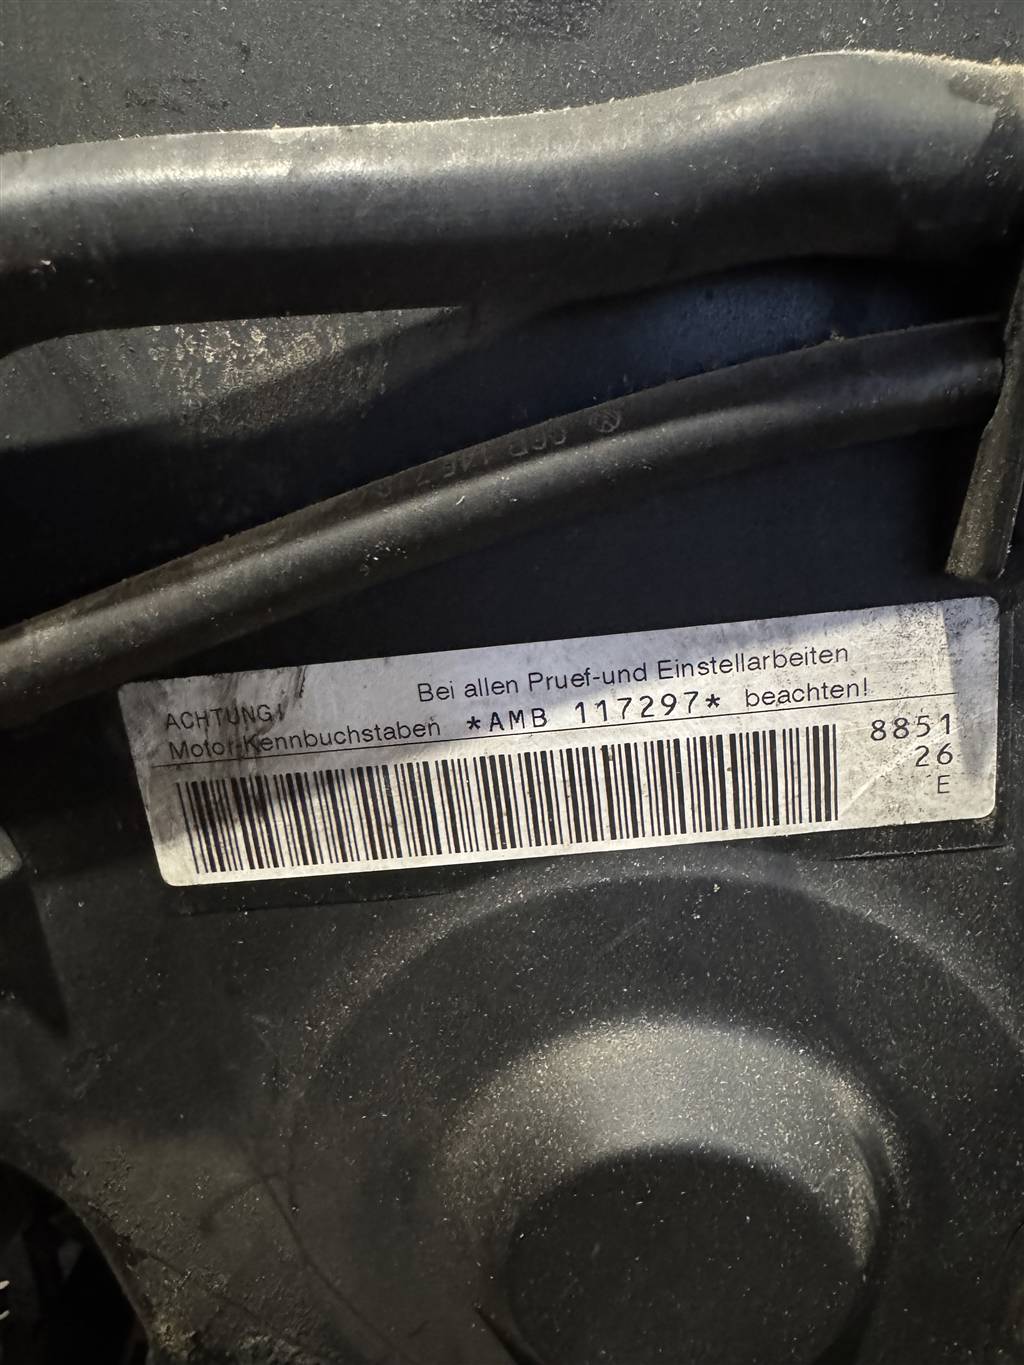 ACHTUNG! Bei allen Pruef-und Einstellarbeiten
Motor-Kennbuchstaben *AMB 117297* beachten!
8851
26
E